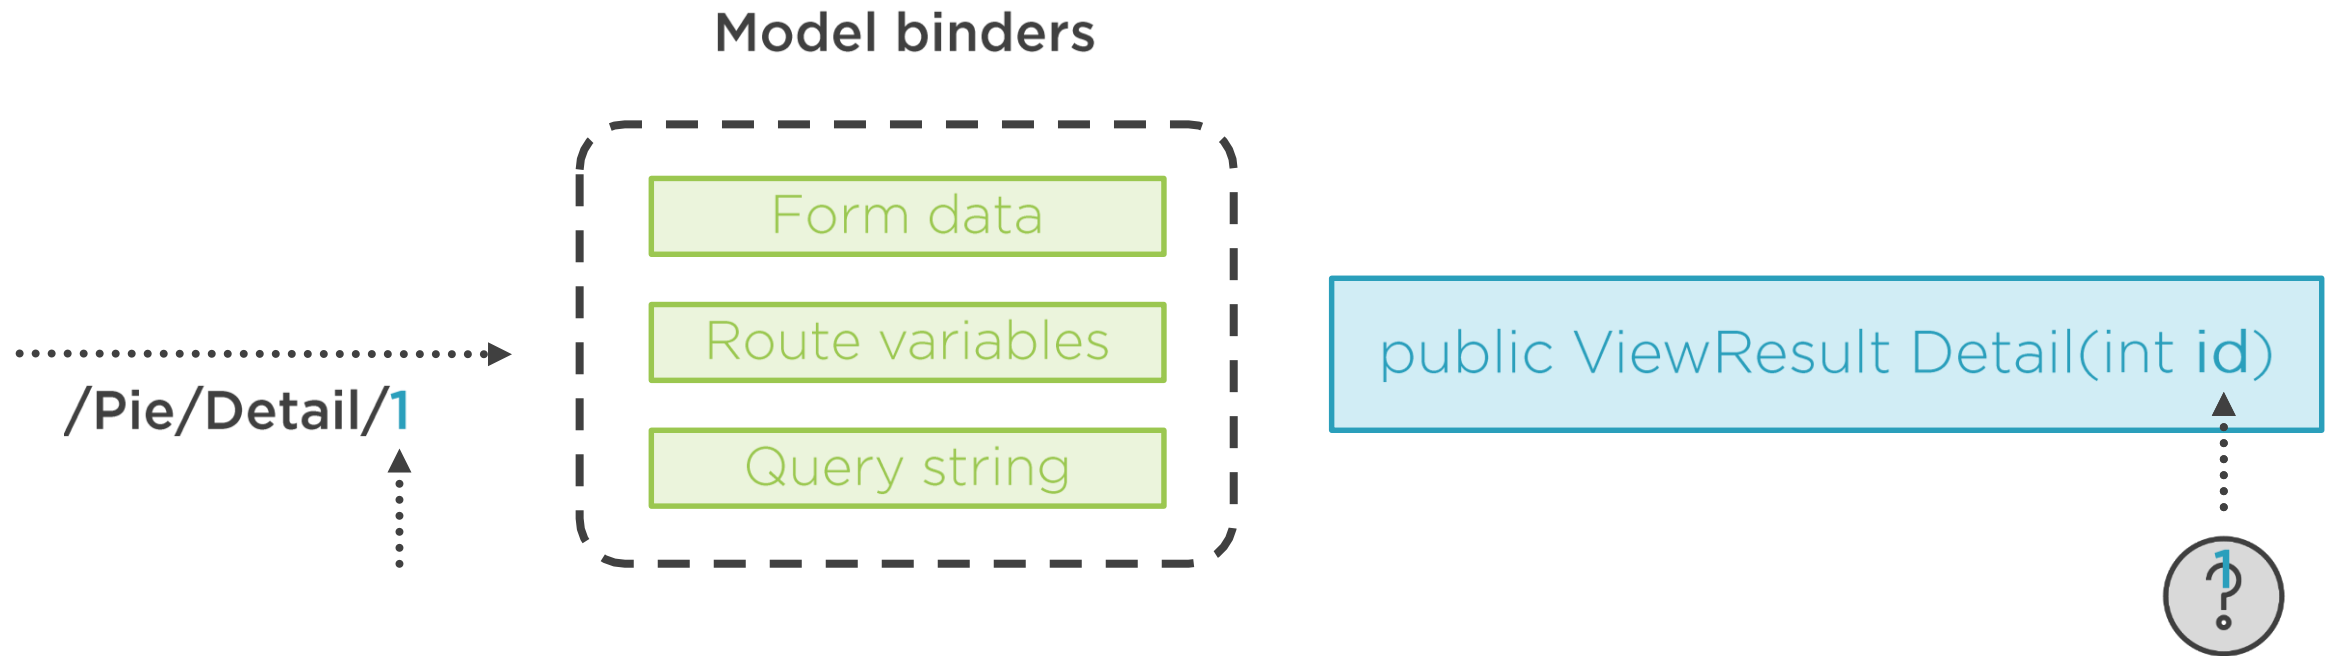 Model binders
Form data
Route variables
Query string
/Pie/Detail/1
public ViewResult Detail(int id)
1
?